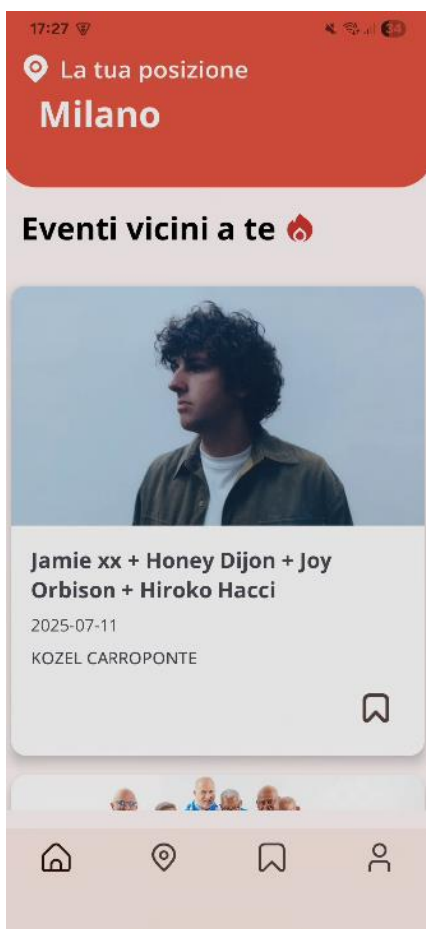 17:27
34
La tua posizione
Milano
Eventi vicini a te
Jamie xx + Honey Dijon + Joy
Orbison + Hiroko Hacci
2025-07-11
KOZEL CARROPONTE